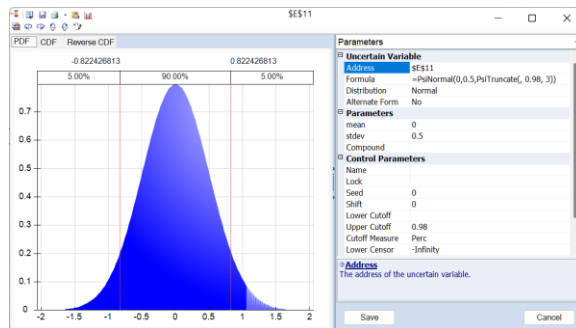 $E$11
PDF CDF Reverse CDF
-0.822426813 0.822426813
5.00% 90.00% 5.00%
0.7
0.6
0.5
0.4
0.3
0.2
0.1
0
-2 -1.5 -1 -0.5 0 0.5 1 1.5 2
Parameters
Uncertain Variable
Address $E$11
Formula =PsiNormal(0,0.5,PsiTruncate(, 0.98, 3))
Distribution Normal
Alternate Form No
Parameters
mean 0
stdev 0.5
Compound
Control Parameters
Name
Lock
Seed 0
Shift 0
Lower Cutoff
Upper Cutoff 0.98
Cutoff Measure Perc
Lower Censor -Infinity
Address
The address of the uncertain variable.
Save Cancel